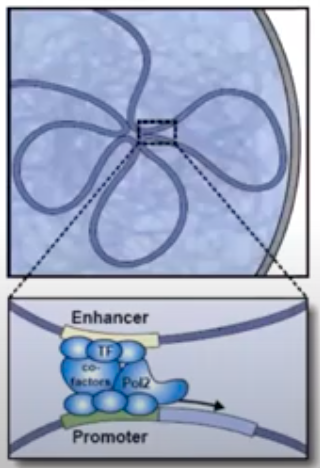 Enhancer
TF
co-
factors
Pol2
Promoter